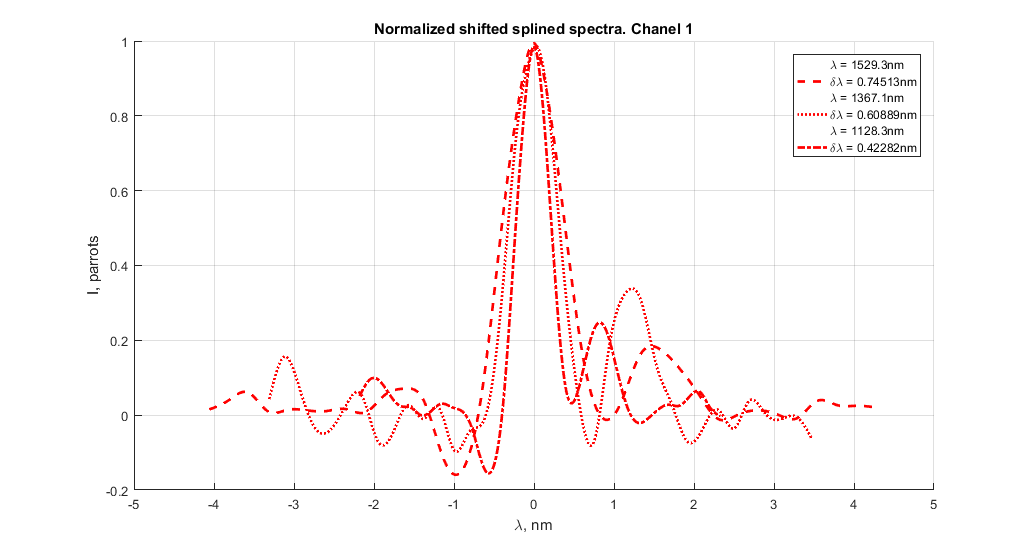 Normalized shifted splined spectra. Chanel 1
1
0.8
0.6
0.4
0.2
0
-0.2
I, parrots
-5
-4
-3
-2
-1
0
1
2
3
4
5
λ, nm
λ = 1529.3nm
δλ = 0.74513nm
λ = 1367.1nm
δλ = 0.60889nm
λ = 1128.3nm
δλ = 0.42282nm